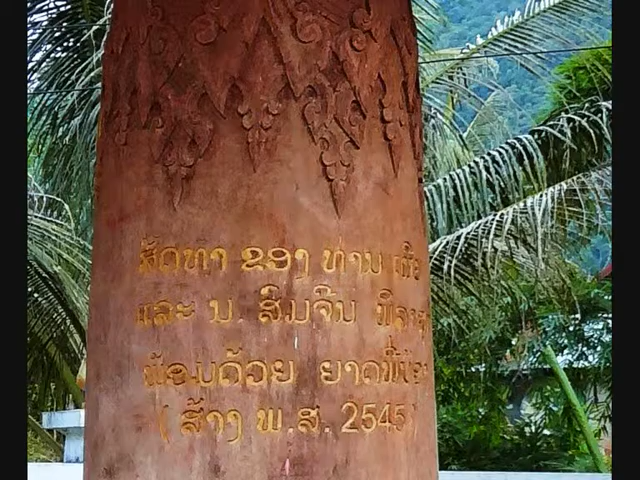 ສັດທາ ຂອງ ທ່ານ
ແລະ ນ. ສົມຈັນ
ພ້ອມດ້ວຍ ຍາດຕິພີ່ນ້ອງ
(ສ້າງ ພ.ສ. 2545)